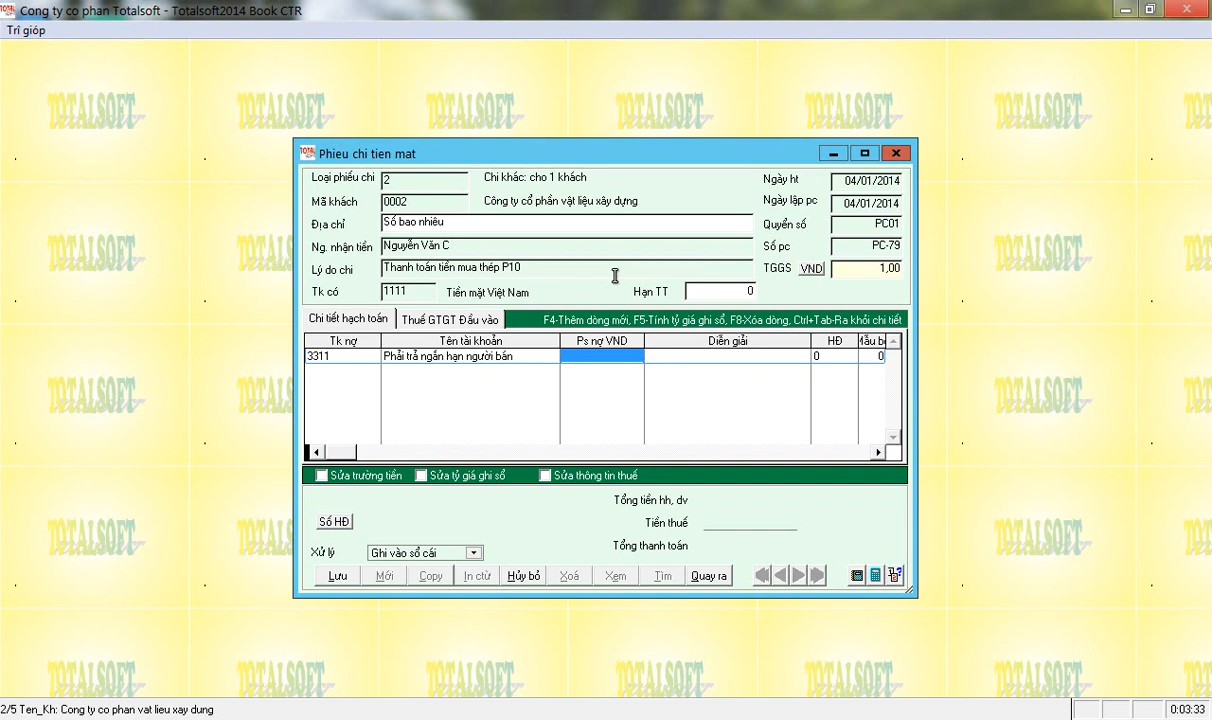 Cong ty co phan Totalsoft - Totalsoft2014 Book CTR
Trî gióp
Phieu chi tien mat
Loại phiếu chi 2 Chi khác: cho 1 khách Ngày ht 04/01/2014
Mã khách 0002 Công ty cổ phần vật liệu xây dựng Ngày lập pc 04/01/2014
Địa chỉ Số bao nhiêu Quyển số PC01
Ng. nhận tiền Nguyễn Văn C Số pc PC-79
Lý do chi Thanh toán tiền mua thép P10 TGGS VND 1,00
Tk có 1111 Tiền mặt Việt Nam Hạn TT 0
Chi tiết hạch toán Thuế GTGT Đầu vào F4-Thêm dòng mới, F5-Tính tỷ giá ghi sổ, F8-Xóa dòng, Ctrl+Tab-Ra khỏi chi tiết
Tk nợ Tên tài khoản Ps nợ VND Diễn giải HĐ
3311 Phải trả ngắn hạn người bán 0 0
Sửa trường tiền Sửa tỷ giá ghi sổ Sửa thông tin thuế
Tổng tiền hh, dv
Số HĐ Tiền thuế
Tổng thanh toán
Xử lý Ghi vào sổ cái
Lưu Mới Copy In ctừ Hủy bỏ Xoá Xem Tìm Quay ra
2/5 Ten_Kh: Cong ty co phan vat lieu xay dung 0:03:33
TOTALSOFT